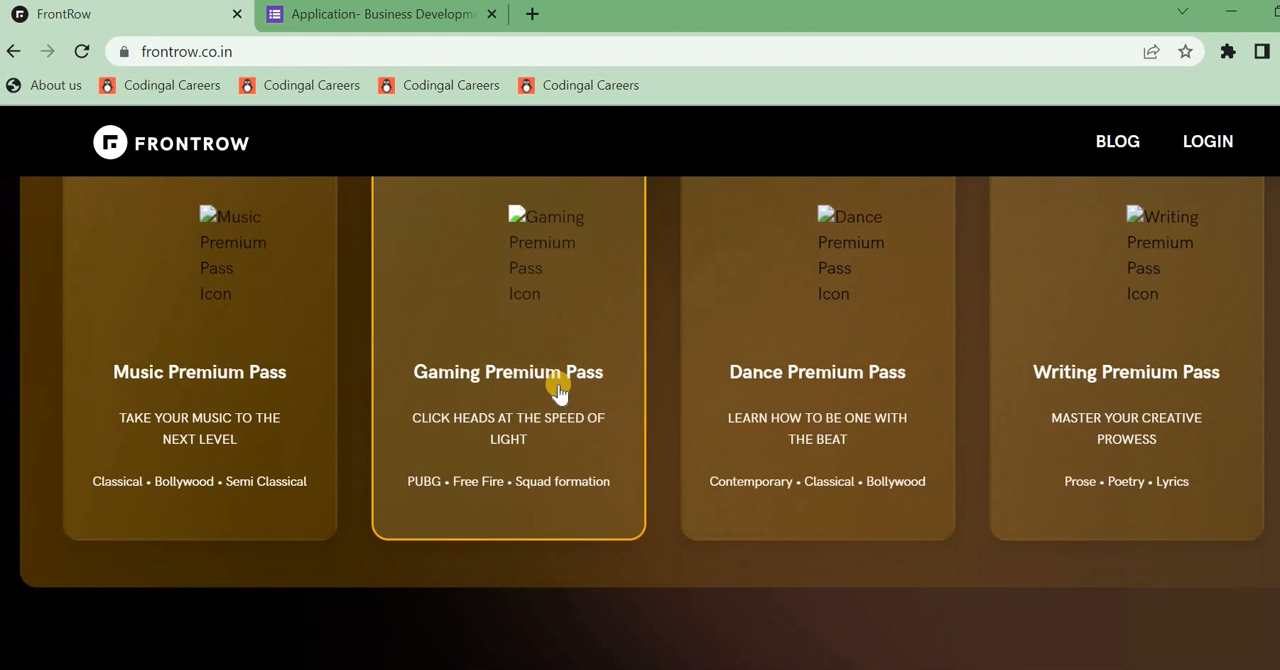 FrontRow
Application- Business Developm
frontrow.co.in
About us
Codingal Careers
Codingal Careers
Codingal Careers
Codingal Careers
FRONTROW
BLOG
LOGIN
Music
Premium
Pass
Icon
Music Premium Pass
TAKE YOUR MUSIC TO THE
NEXT LEVEL
Classical • Bollywood • Semi Classical
Gaming
Premium
Pass
Icon
Gaming Premium Pass
CLICK HEADS AT THE SPEED OF
LIGHT
PUBG • Free Fire • Squad formation
Dance
Premium
Pass
Icon
Dance Premium Pass
LEARN HOW TO BE ONE WITH
THE BEAT
Contemporary • Classical • Bollywood
Writing
Premium
Pass
Icon
Writing Premium Pass
MASTER YOUR CREATIVE
PROWESS
Prose • Poetry • Lyrics